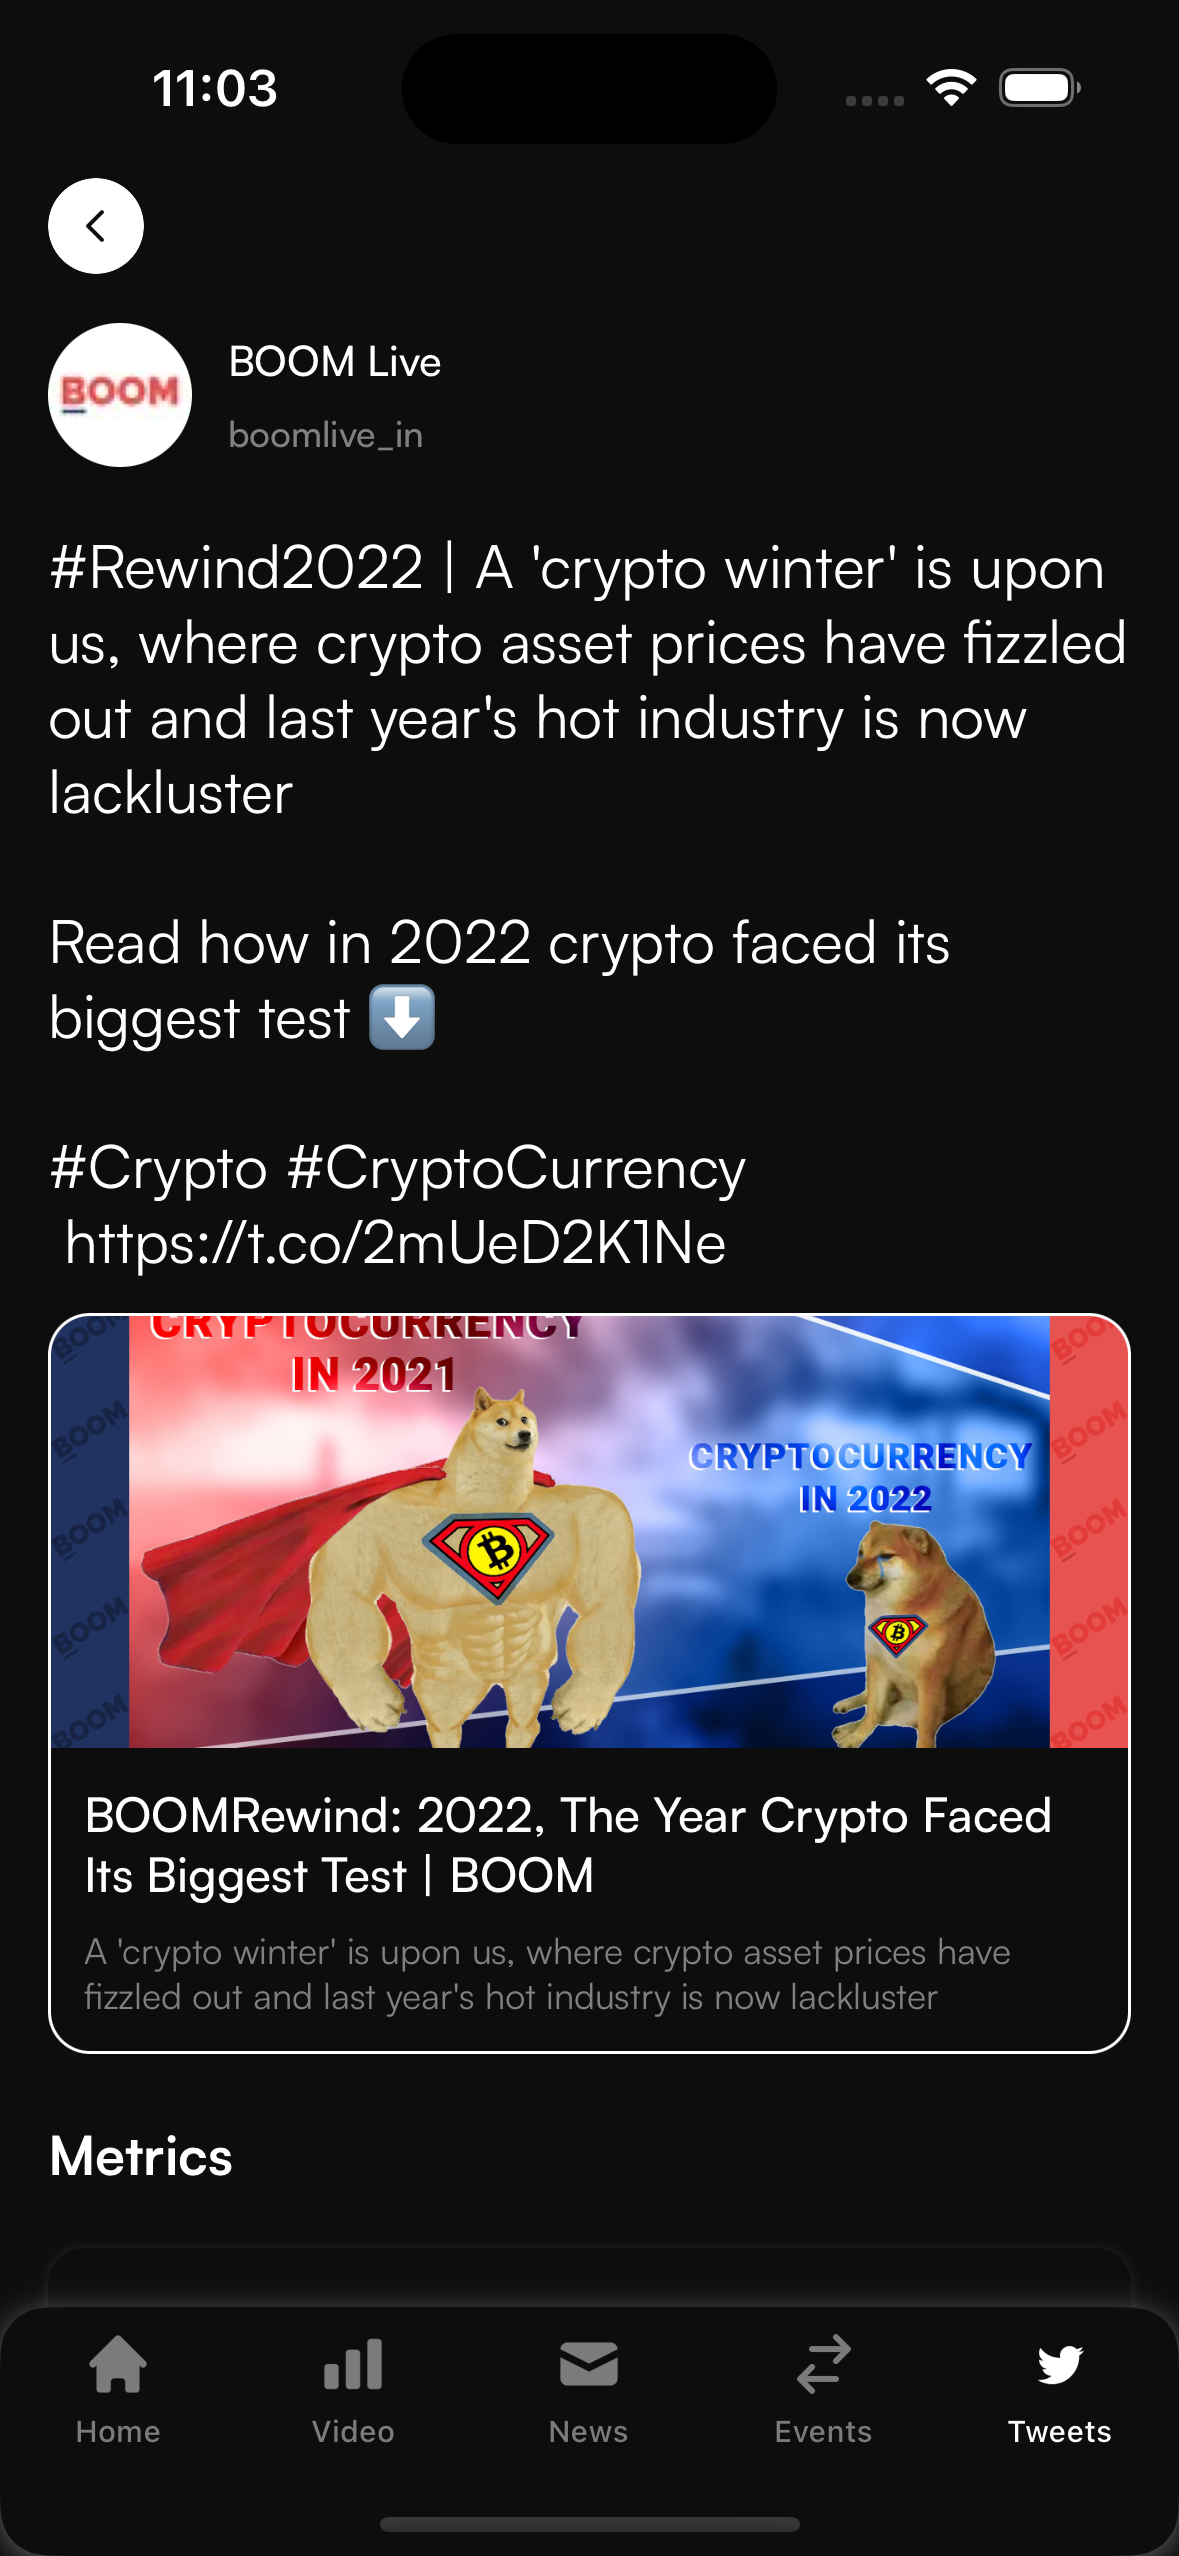 11:03
BOOM
BOOM Live
boomlive_in
#Rewind2022 | A 'crypto winter' is upon
us, where crypto asset prices have fizzled
out and last year's hot industry is now
lackluster
Read how in 2022 crypto faced its
biggest test ⬇️
#Crypto #CryptoCurrency
https://t.co/2mUeD2K1Ne
CRYPTOCURRENCY
IN 2021
CRYPTOCURRENCY
IN 2022
BOOM
BOOM
BOOM
BOOM
BOOM
BOOM
BOOM
BOOM
BOOM
BOOM
BOOMRewind: 2022, The Year Crypto Faced
Its Biggest Test | BOOM
A 'crypto winter' is upon us, where crypto asset prices have
fizzled out and last year's hot industry is now lackluster
Metrics
Home
Video
News
Events
Tweets